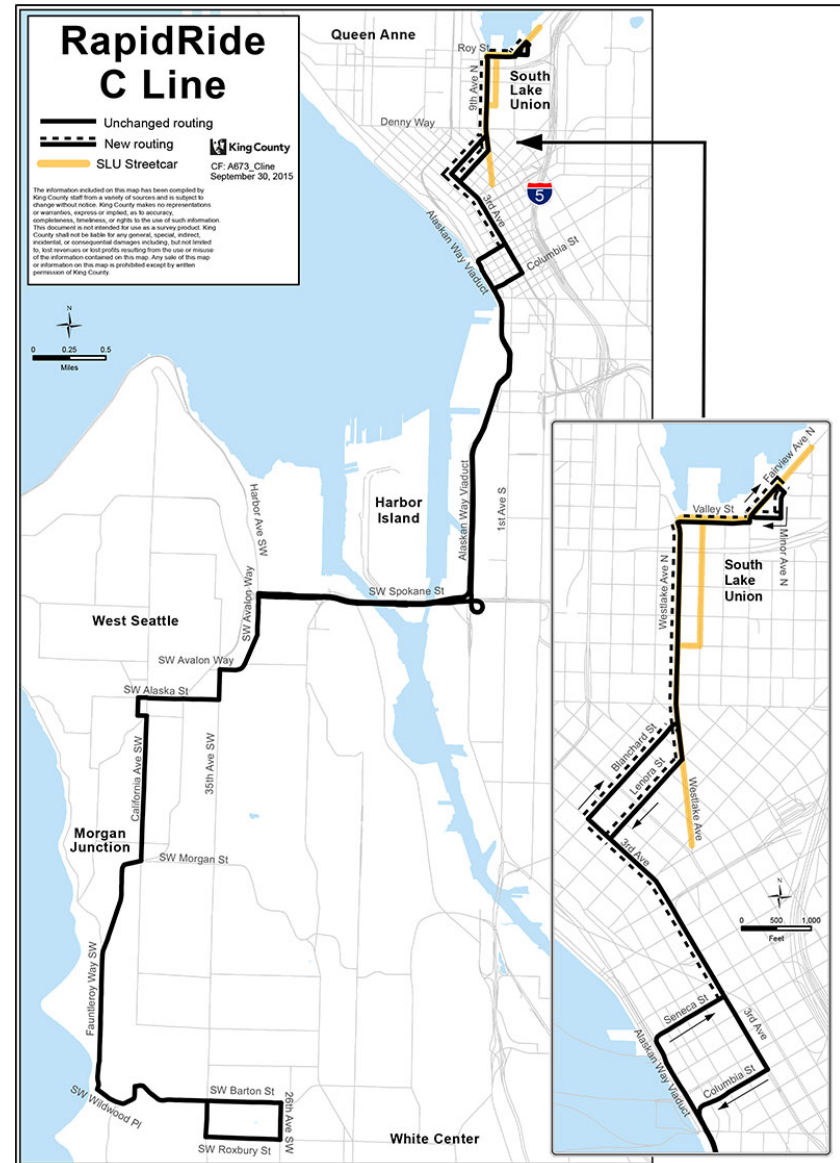 RapidRide
C Line
Unchanged routing
New routing
SLU Streetcar
King County
CF: A673_Cline
September 30, 2015
The information included on this map has been compiled by
King County staff from a variety of sources and is subject to
change without notice. King County makes no representations
or warranties, express or implied, as to accuracy,
completeness, timeliness, or rights to the use of such information.
This document is not intended for use as a survey product. King
County shall not be liable for any general, special, indirect,
incidental, or consequential damages including, but not limited
to, lost revenues or lost profits resulting from the use or misuse
of the information contained on this map. Any sale of this map
or information on this map is prohibited except by written
permission of King County.
N
0 0.25 0.5
Miles
Queen Anne
Roy St
9th Ave N
South
Lake
Union
Denny Way
5
3rd Ave
Alaskan Way Viaduct
Columbia St
Harbor Ave SW
Harbor
Island
Alaskan Way Viaduct
1st Ave S
SW Spokane St
SW Avalon Way
West Seattle
SW Avalon Way
SW Alaska St
California Ave SW
35th Ave SW
Morgan
Junction
SW Morgan St
Fauntleroy Way SW
SW Wildwood Pl
SW Barton St
26th Ave SW
SW Roxbury St
White Center
Fairview Ave N
Valley St
Minor Ave N
Westlake Ave N
South
Lake
Union
Blanchard St
Lenora St
Westlake Ave
3rd Ave
N
0 500 1,000
Feet
Seneca St
3rd Ave
Alaskan Way Viaduct
Columbia St